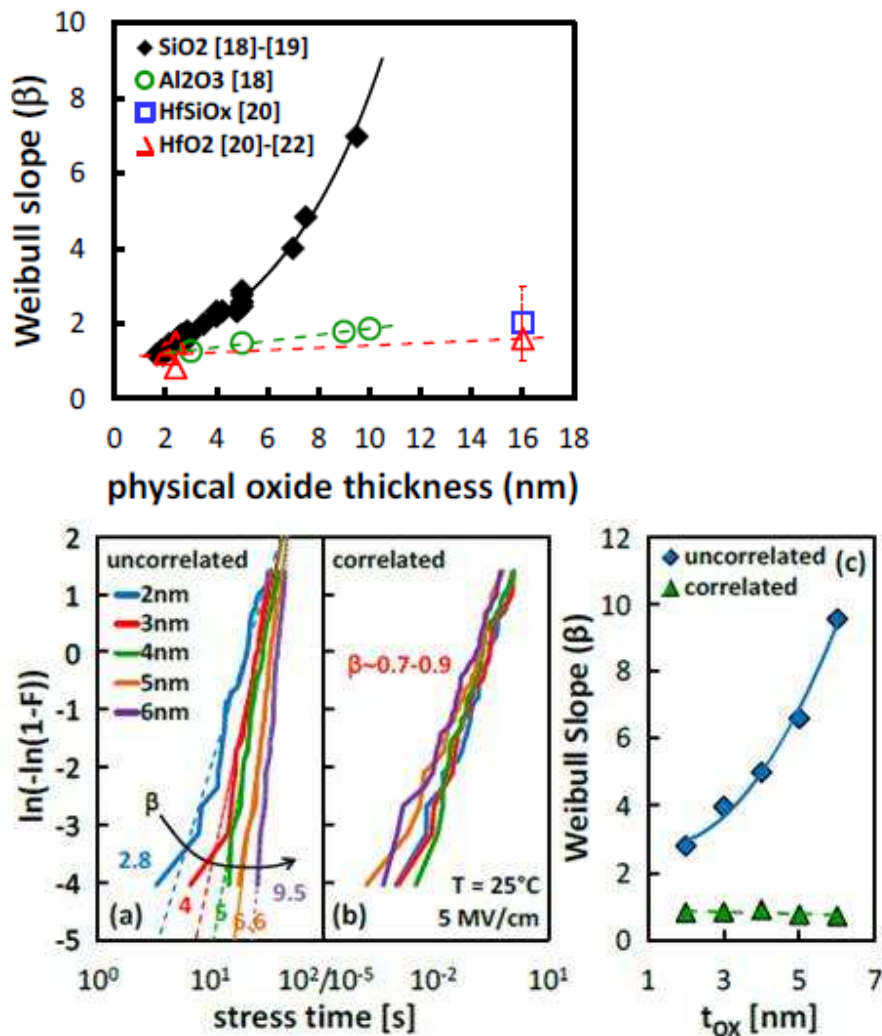 10
8
6
4
2
0
Weibull slope (β)
SiO2 [18]-[19]
Al2O3 [18]
HfSiOx [20]
HfO2 [20]-[22]
0 2 4 6 8 10 12 14 16 18
physical oxide thickness (nm)
2
1
0
-1
-2
-3
-4
-5
ln(-ln(1-F))
uncorrelated
2nm
3nm
4nm
5nm
6nm
β
2.8
4
5
6.6
9.5
(a)
correlated
β~0.7-0.9
T = 25°C
5 MV/cm
(b)
10⁰ 10¹ 10²/10⁻⁵ 10⁻² 10¹
stress time [s]
12
10
8
6
4
2
0
Weibull Slope (β)
uncorrelated (c)
correlated
1 3 5 7
tox [nm]